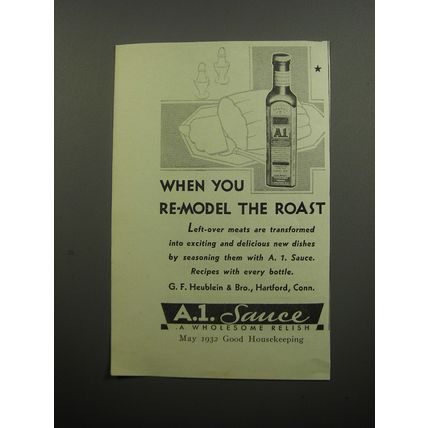 A.1.
WHEN YOU
RE-MODEL THE ROAST
Left-over meats are transformed
into exciting and delicious new dishes
by seasoning them with A. 1. Sauce.
Recipes with every bottle.
G. F. Heublein & Bro., Hartford, Conn.
A.1. Sauce
A WHOLESOME RELISH
May 1932 Good Housekeeping